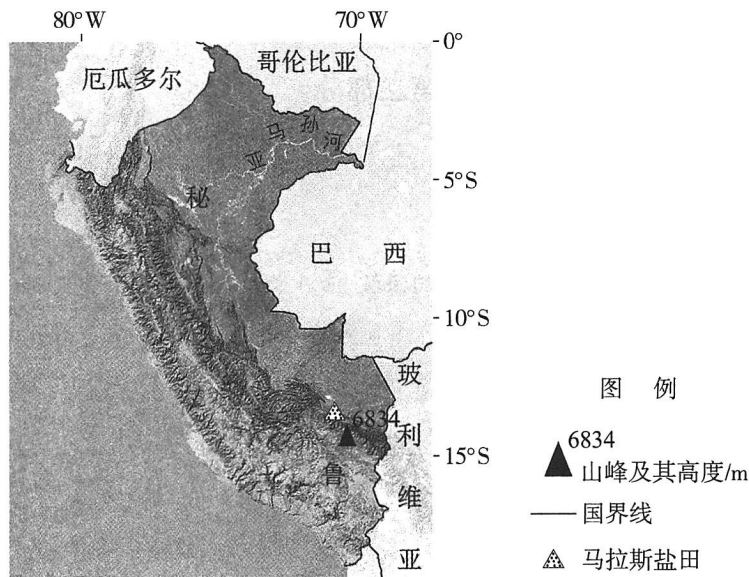 80°W 70°W
0°
哥伦比亚
厄瓜多尔
亚马孙河
5°S
秘
巴 西
10°S
玻
图 例
6834
利
6834
15°S
山峰及其高度/m
鲁
维
国界线
亚
马拉斯盐田